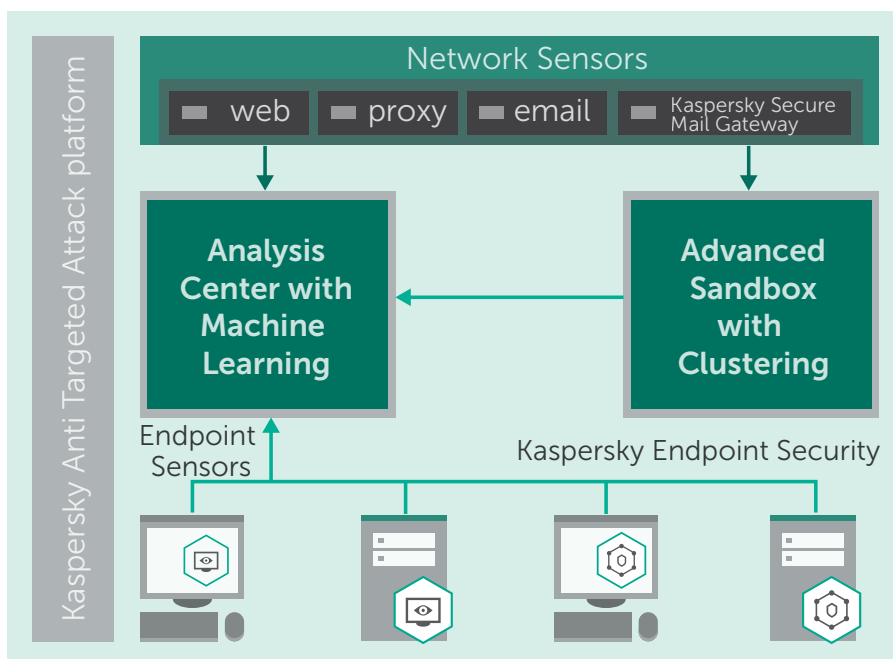 Kaspersky Anti Targeted Attack platform
Network Sensors
web
proxy
email
Kaspersky Secure
Mail Gateway
Analysis
Center with
Machine
Learning
Advanced
Sandbox
with
Clustering
Endpoint
Sensors
Kaspersky Endpoint Security